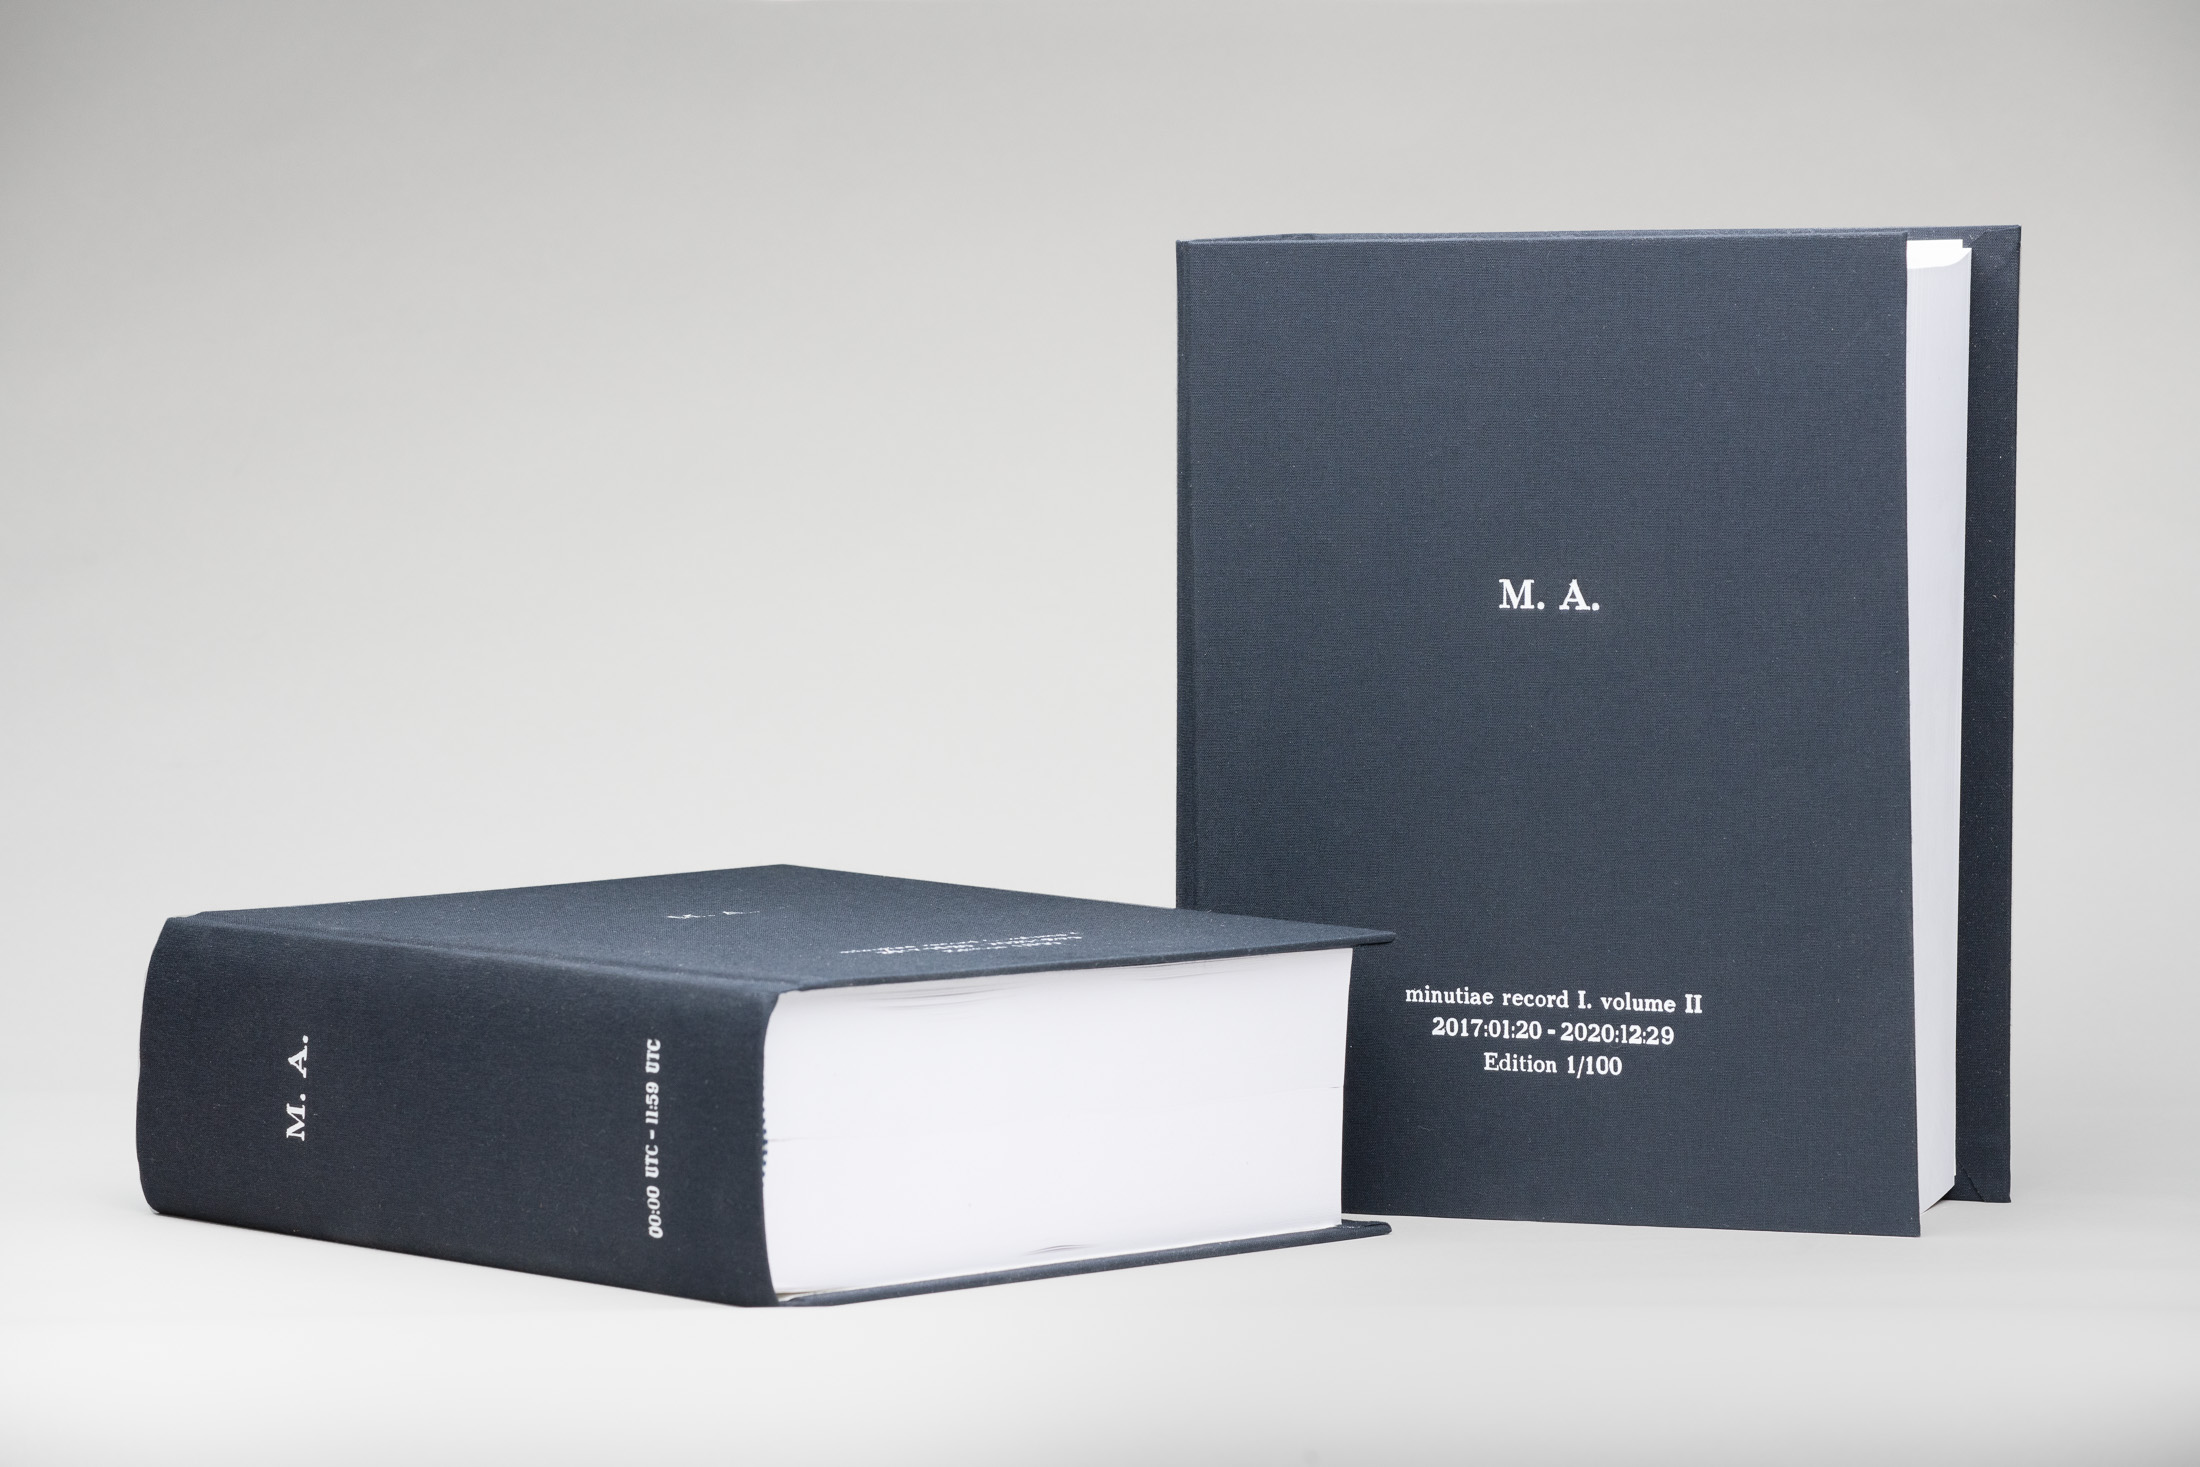 M. A.
00:00 UTC - 11:59 UTC
M. A.
minutiae record I. volume II
2017:01:20 - 2020:12:29
Edition 1/100